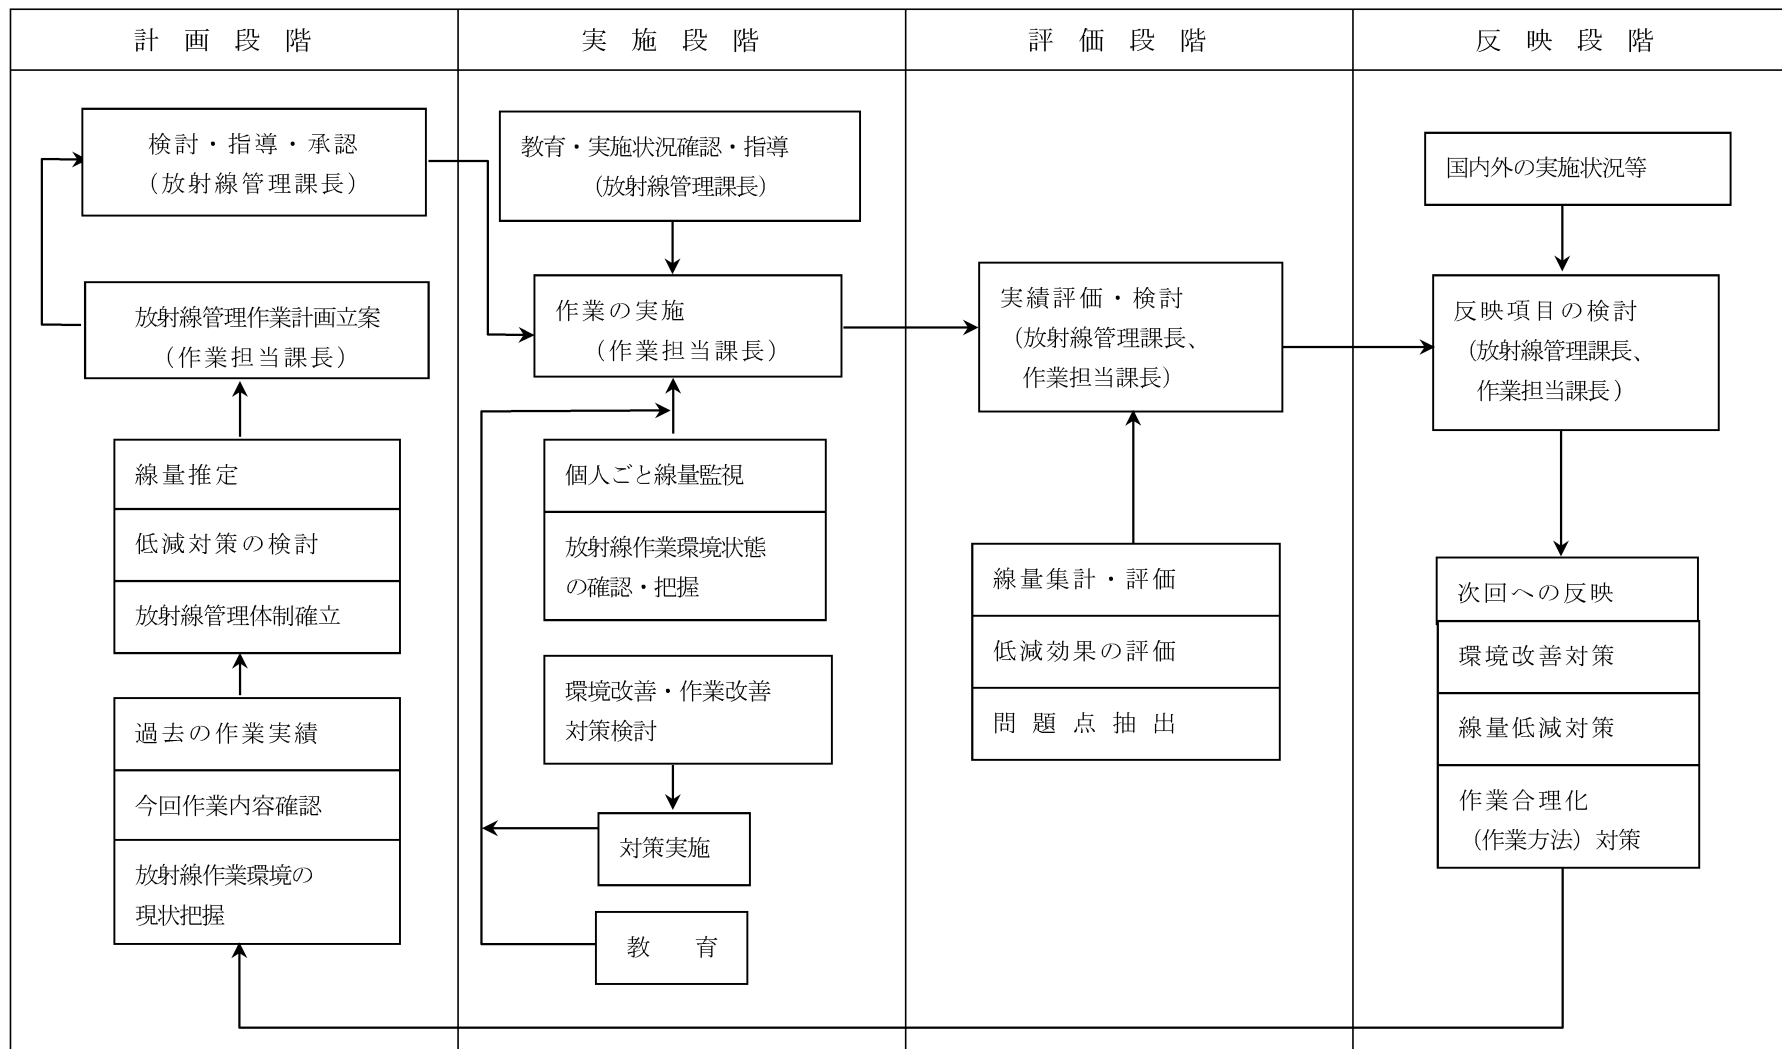 計画段階
実施段階
評価段階
反映段階
検討・指導・承認
(放射線管理課長)
放射線管理作業計画立案
(作業担当課長)
線量推定
低減対策の検討
放射線管理体制確立
過去の作業実績
今回作業内容確認
放射線作業環境の
現状把握
教育・実施状況確認・指導
(放射線管理課長)
作業の実施
(作業担当課長)
個人ごと線量監視
放射線作業環境状態
の確認・把握
環境改善・作業改善
対策検討
対策実施
教 育
実績評価・検討
(放射線管理課長、
作業担当課長)
線量集計・評価
低減効果の評価
問題点抽出
国内外の実施状況等
反映項目の検討
(放射線管理課長、
作業担当課長)
次回への反映
環境改善対策
線量低減対策
作業合理化
(作業方法)対策